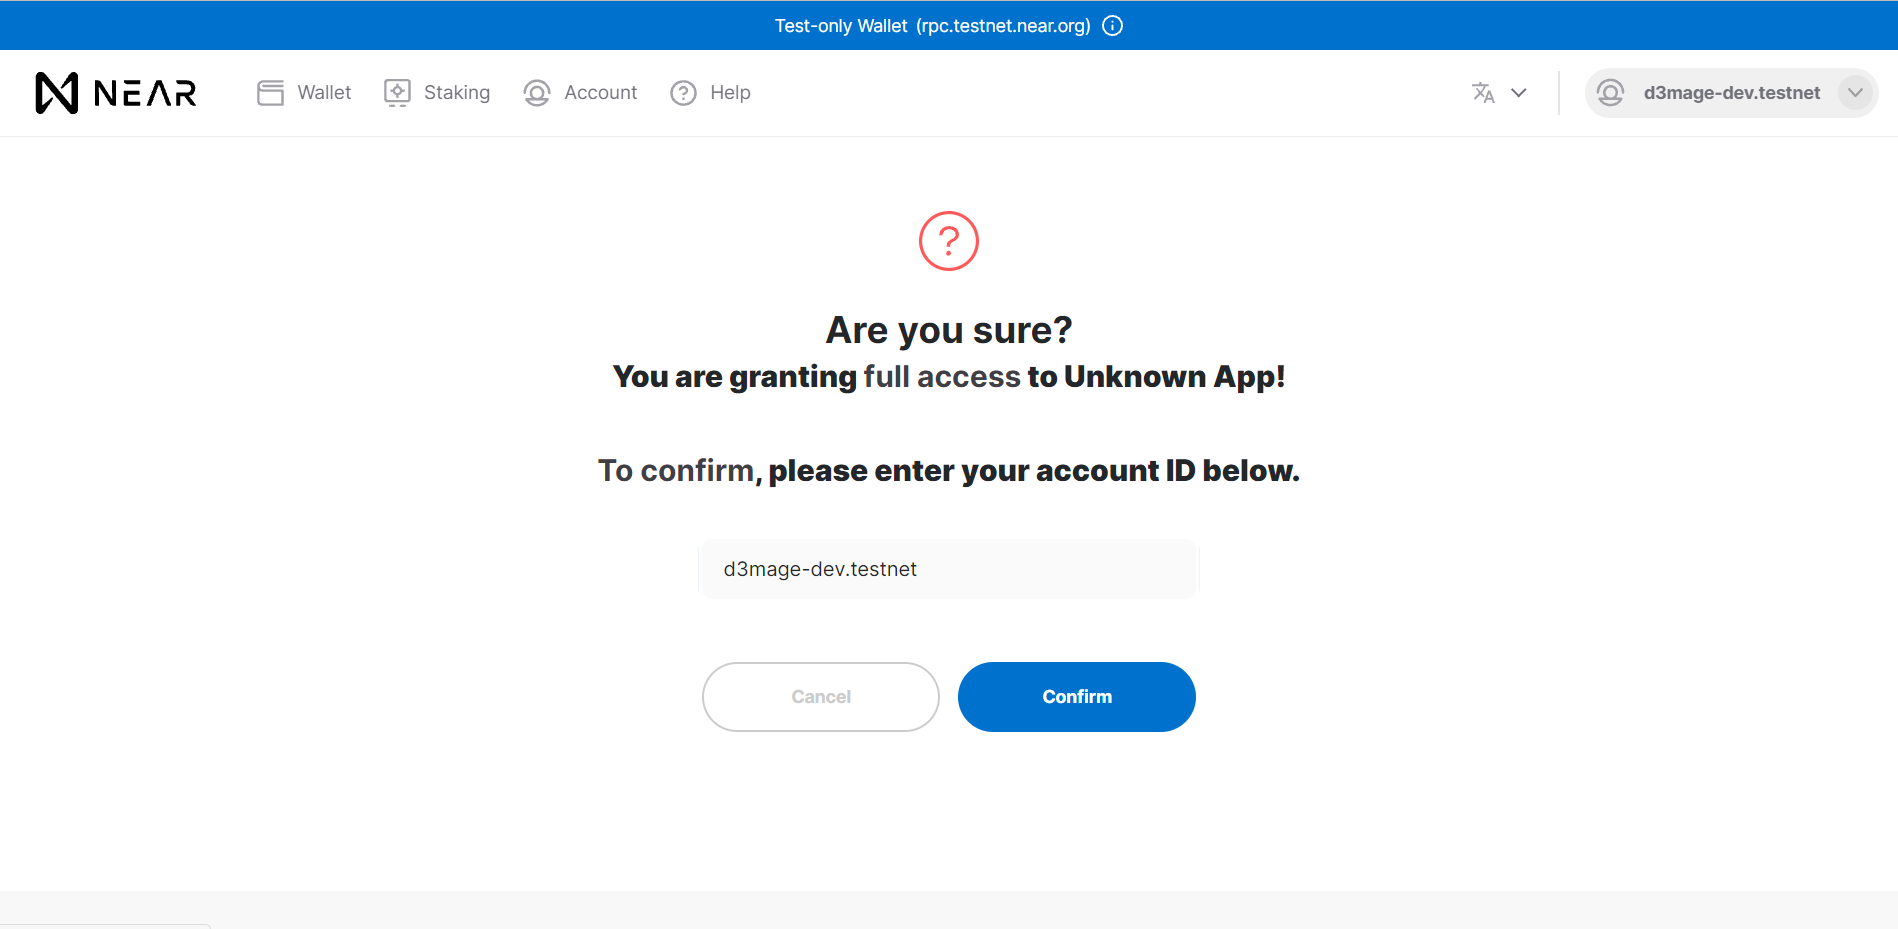 Test-only Wallet (rpc.testnet.near.org)
NEAR
Wallet
Staking
Account
Help
d3mage-dev.testnet
Are you sure?
You are granting full access to Unknown App!
To confirm, please enter your account ID below.
d3mage-dev.testnet
Cancel
Confirm